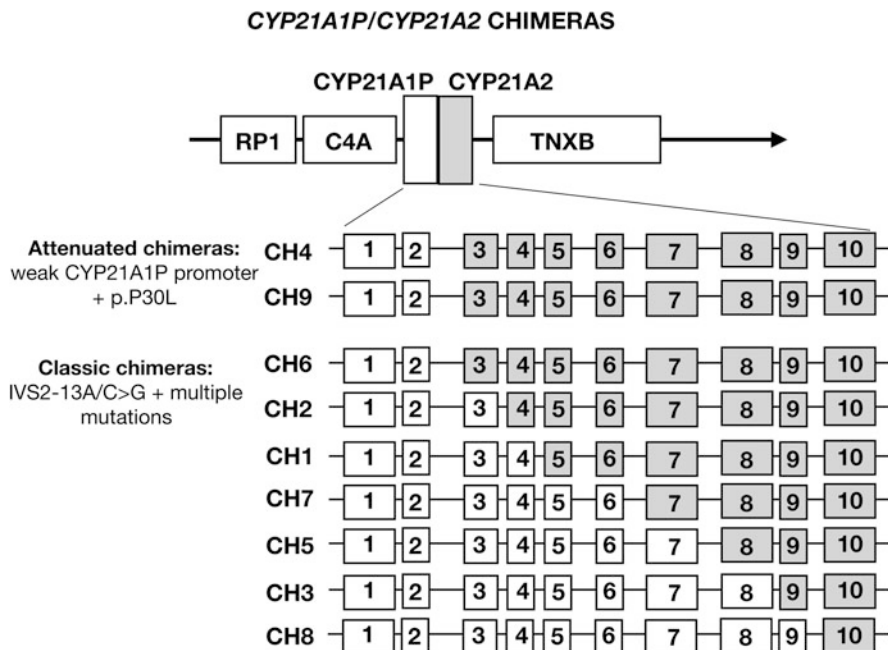 CYP21A1P/CYP21A2 CHIMERAS
CYP21A1P CYP21A2
RP1 C4A TNXB
Attenuated chimeras:
weak CYP21A1P promoter
+ p.P30L
CH4 1 2 3 4 5 6 7 8 9 10
CH9 1 2 3 4 5 6 7 8 9 10
Classic chimeras:
IVS2-13A/C>G + multiple
mutations
CH6 1 2 3 4 5 6 7 8 9 10
CH2 1 2 3 4 5 6 7 8 9 10
CH1 1 2 3 4 5 6 7 8 9 10
CH7 1 2 3 4 5 6 7 8 9 10
CH5 1 2 3 4 5 6 7 8 9 10
CH3 1 2 3 4 5 6 7 8 9 10
CH8 1 2 3 4 5 6 7 8 9 10